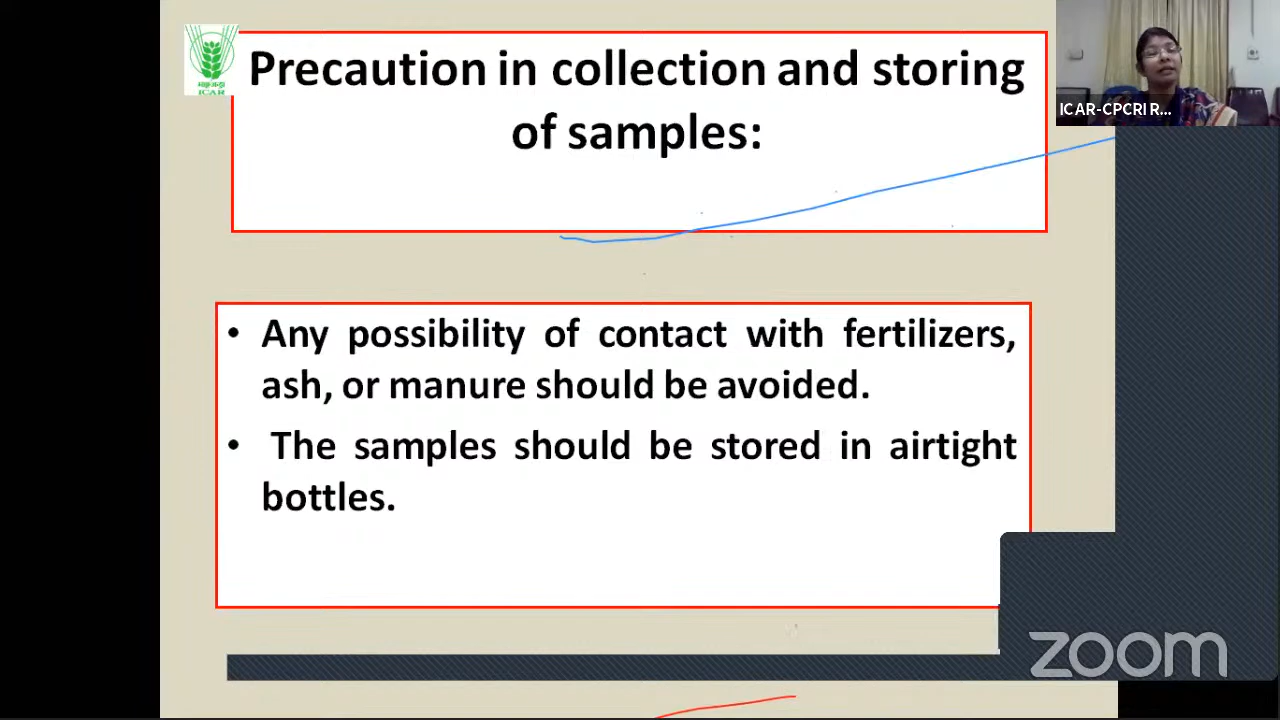 Precaution in collection and storing
of samples:
ICAR
ICAR-CPCRI R...
• Any possibility of contact with fertilizers,
ash, or manure should be avoided.
• The samples should be stored in airtight
bottles.
zoom